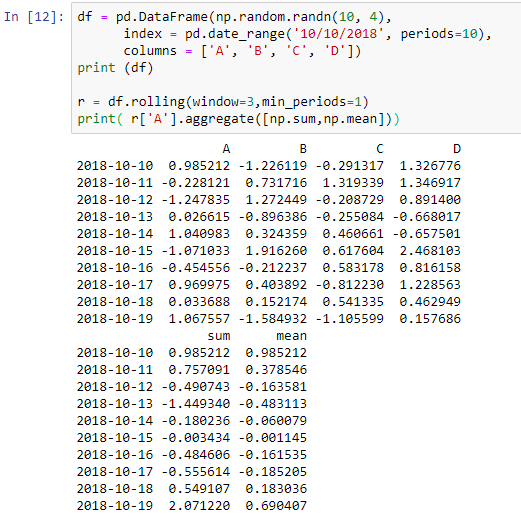 In [12]: df = pd.DataFrame(np.random.randn(10, 4),
index = pd.date_range('10/10/2018', periods=10),
columns = ['A', 'B', 'C', 'D'])
print (df)
r = df.rolling(window=3,min_periods=1)
print( r['A'].aggregate([np.sum,np.mean]))
A B C D
2018-10-10 0.985212 -1.226119 -0.291317 1.326776
2018-10-11 -0.228121 0.731716 1.319339 1.346917
2018-10-12 -1.247835 1.272449 -0.208729 0.891400
2018-10-13 0.026615 -0.896386 -0.255084 -0.668017
2018-10-14 1.040983 0.324359 0.460661 -0.657501
2018-10-15 -1.071033 1.916260 0.617604 2.468103
2018-10-16 -0.454556 -0.212237 0.583178 0.816158
2018-10-17 0.969975 0.403892 -0.812230 1.228563
2018-10-18 0.033688 0.152174 0.541335 0.462949
2018-10-19 1.067557 -1.584932 -1.105599 0.157686
sum mean
2018-10-10 0.985212 0.985212
2018-10-11 0.757091 0.378546
2018-10-12 -0.490743 -0.163581
2018-10-13 -1.449340 -0.483113
2018-10-14 -0.180236 -0.060079
2018-10-15 -0.003434 -0.001145
2018-10-16 -0.484606 -0.161535
2018-10-17 -0.555614 -0.185205
2018-10-18 0.549107 0.183036
2018-10-19 2.071220 0.690407